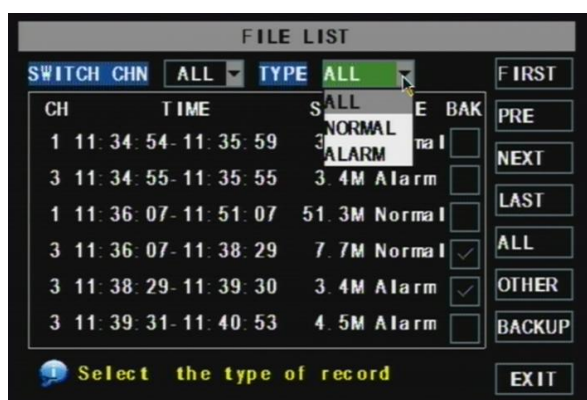 FILE LIST
SWITCH CHN ALL TYPE ALL FIRST
ALL
NORMAL
ALARM
CH TIME S E BAK PRE
1 11:34:54-11:35:59 3 mal
NEXT
3 11:34:55-11:35:55 3.4M Alarm
LAST
1 11:36:07-11:51:07 51.3M Normal
3 11:36:07-11:38:29 7.7M Normal ALL
3 11:38:29-11:39:30 3.4M Alarm OTHER
3 11:39:31-11:40:53 4.5M Alarm BACKUP
Select the type of record EXIT